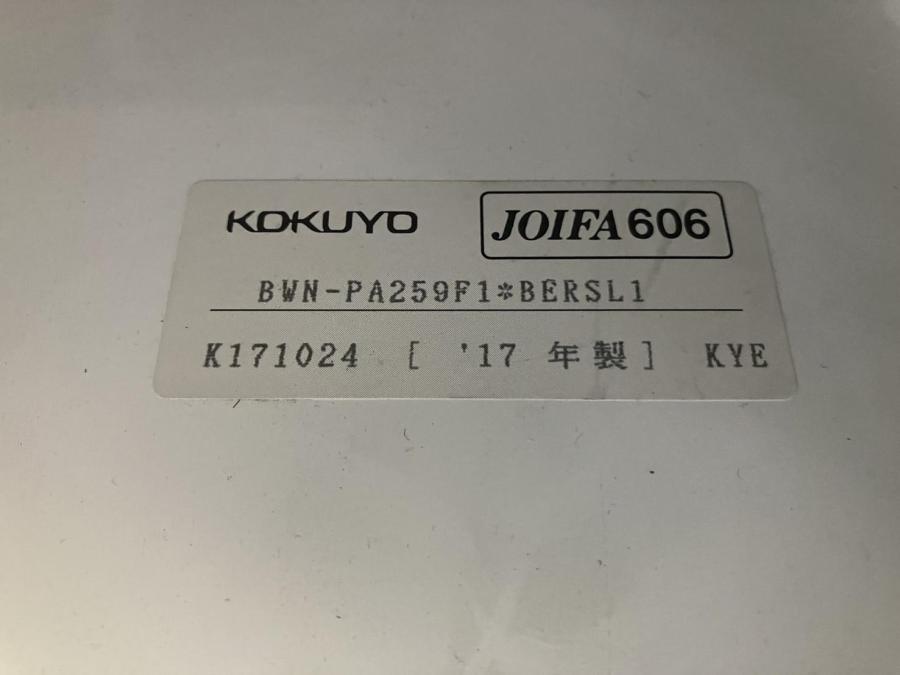 KOKUYO JOIFA606
BWN-PA259F1*BERSL1
K171024 [ '17 年製] KYE